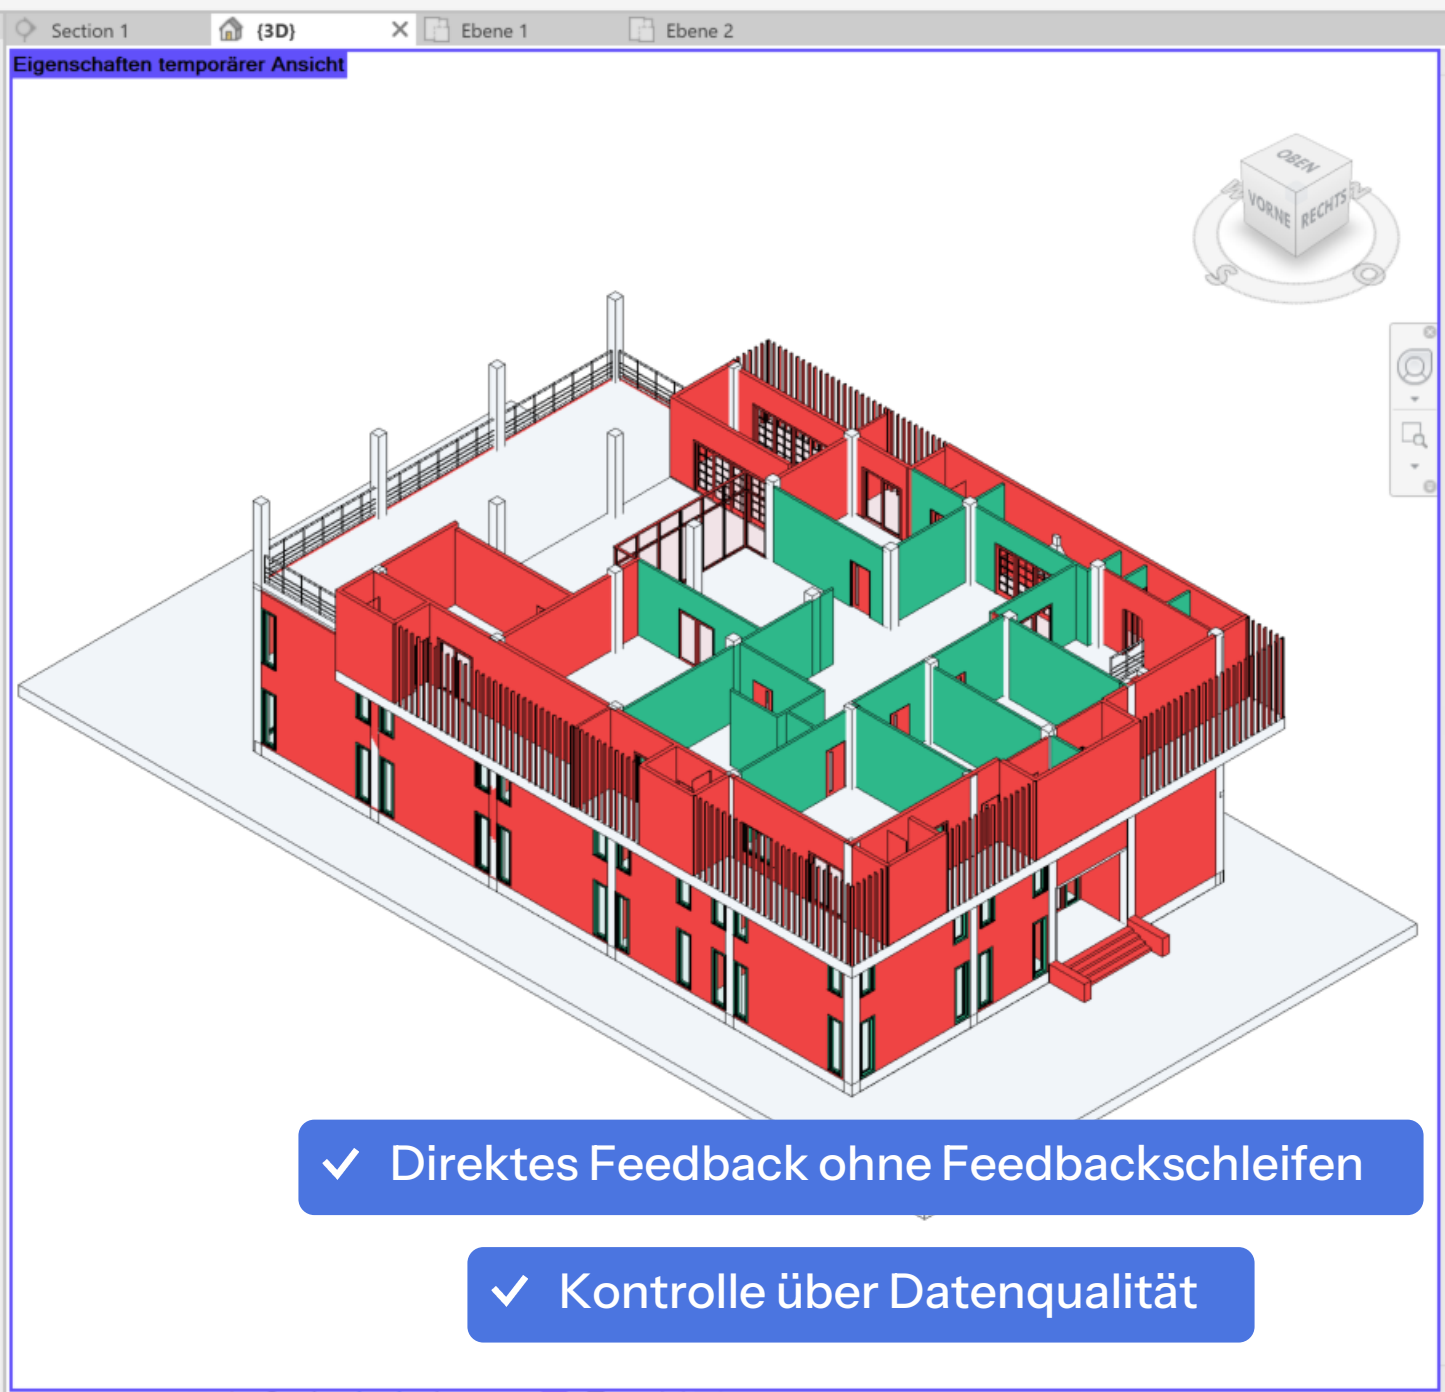 Section 1
{3D}
Ebene 1
Ebene 2
Eigenschaften temporärer Ansicht
OBEN
VORNE
RECHTS
W
N
S
O
Direktes Feedback ohne Feedbackschleifen
Kontrolle über Datenqualität